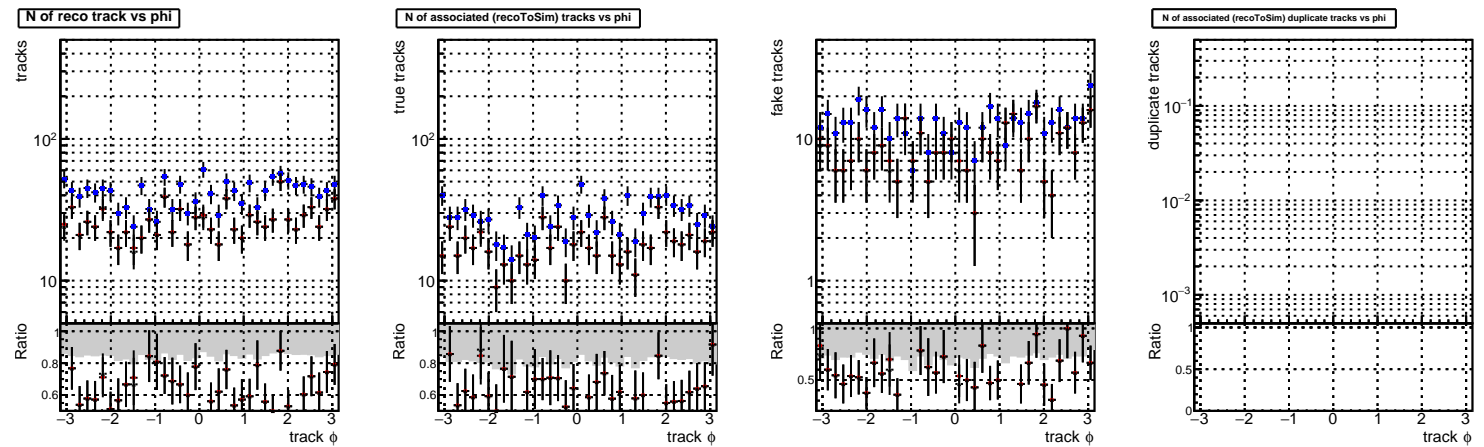 N of reco track vs phi
tracks
10²
10
Ratio
1
0.8
0.6
−3 −2 −1 0 1 2 3
track ϕ
N of associated (recoToSim) tracks vs phi
true tracks
10²
10
Ratio
1
0.8
0.6
−3 −2 −1 0 1 2 3
track ϕ
fake tracks
10
1
Ratio
1
0.5
−3 −2 −1 0 1 2 3
track ϕ
N of associated (recoToSim) duplicate tracks vs phi
duplicate tracks
10⁻¹
10⁻²
10⁻³
Ratio
1
0.5
0
−3 −2 −1 0 1 2 3
track ϕ